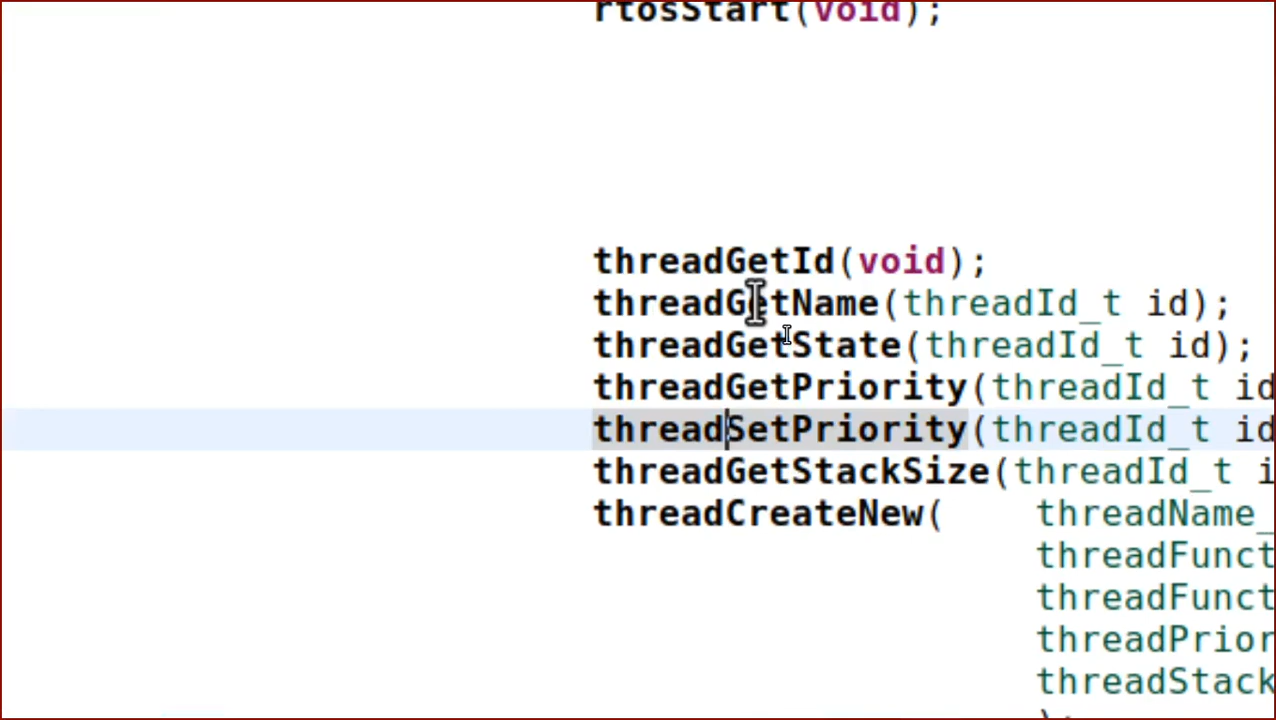 rtosStart(void);
threadGetId(void);
threadGetName(threadId_t id);
threadGetState(threadId_t id);
threadGetPriority(threadId_t id
threadSetPriority(threadId_t id
threadGetStackSize(threadId_t i
threadCreateNew( threadName_
threadFunct
threadFunct
threadPrior
threadStack
);